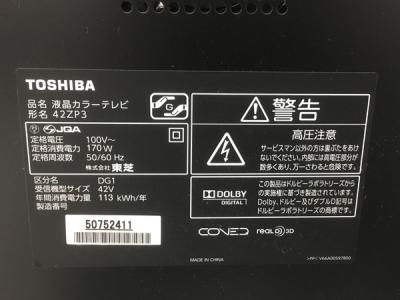 TOSHIBA
品名 液晶カラーテレビ
形名 42ZP3
JQA
定格電圧 100V～
定格消費電力 170W
定格周波数 50/60Hz
株式会社 東芝
区分名 DG1
受信機型サイズ 42V
年間消費電力量 113 kWh/年
製造番号
50752411
警告
高圧注意
サービスマン以外の方は裏ぶたをあけ
ないでください。内部には高電圧部分が
数多くあり、万一さわると危険です。
DOLBY
DIGITAL
この製品は、ドルビーラボラトリーズから
の実施権に基づき製造されています。
Dolby、ドルビー及びダブルD記号は
ドルビーラボラトリーズの商標です。
REAL D 3D
MADE IN CHINA